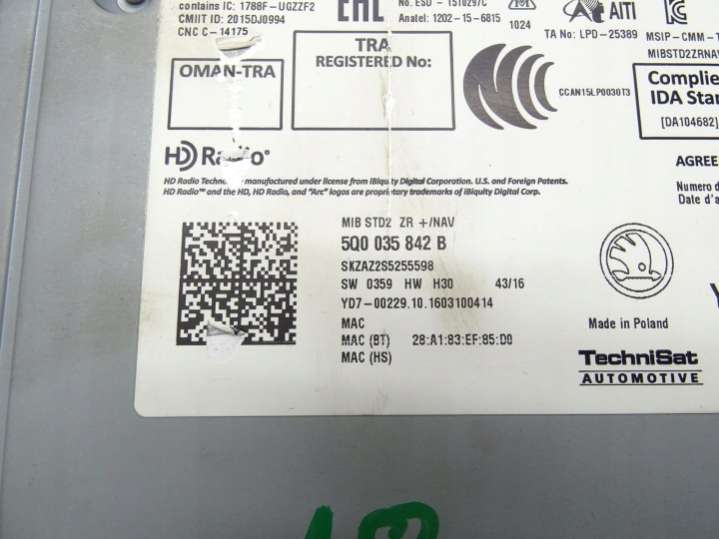 contains IC: 1788F-UGZZF2
CMIIT ID: 2015DJ0994
CNC C-14175
EAC
Anatel: 1202-15-6815
1024
AITI
TA No: LPD-25389
MSIP-CMM-T
MIBSTD2ZRNAV
OMAN-TRA
TRA
REGISTERED No:
CCAN15LP0030T3
Complie
IDA Stan
[DA104682]
HD Radio
HD Radio Techno manufactured under license from iBiquity Digital Corporation. U.S. and Foreign Patents.
HD Radio™ and the HD, HD Radio, and "Arc" logos are proprietary trademarks of iBiquity Digital Corp.
AGREE
Numero d
Date d'a
MIB STD2 ZR +/NAV
5Q0 035 842 B
SKZAZ2S5255598
SW 0359 HW H30 43/16
YD7-00229.10.1603100414
MAC
MAC (BT) 28:A1:83:EF:85:D0
MAC (HS)
Made in Poland
TechniSat
AUTOMOTIVE